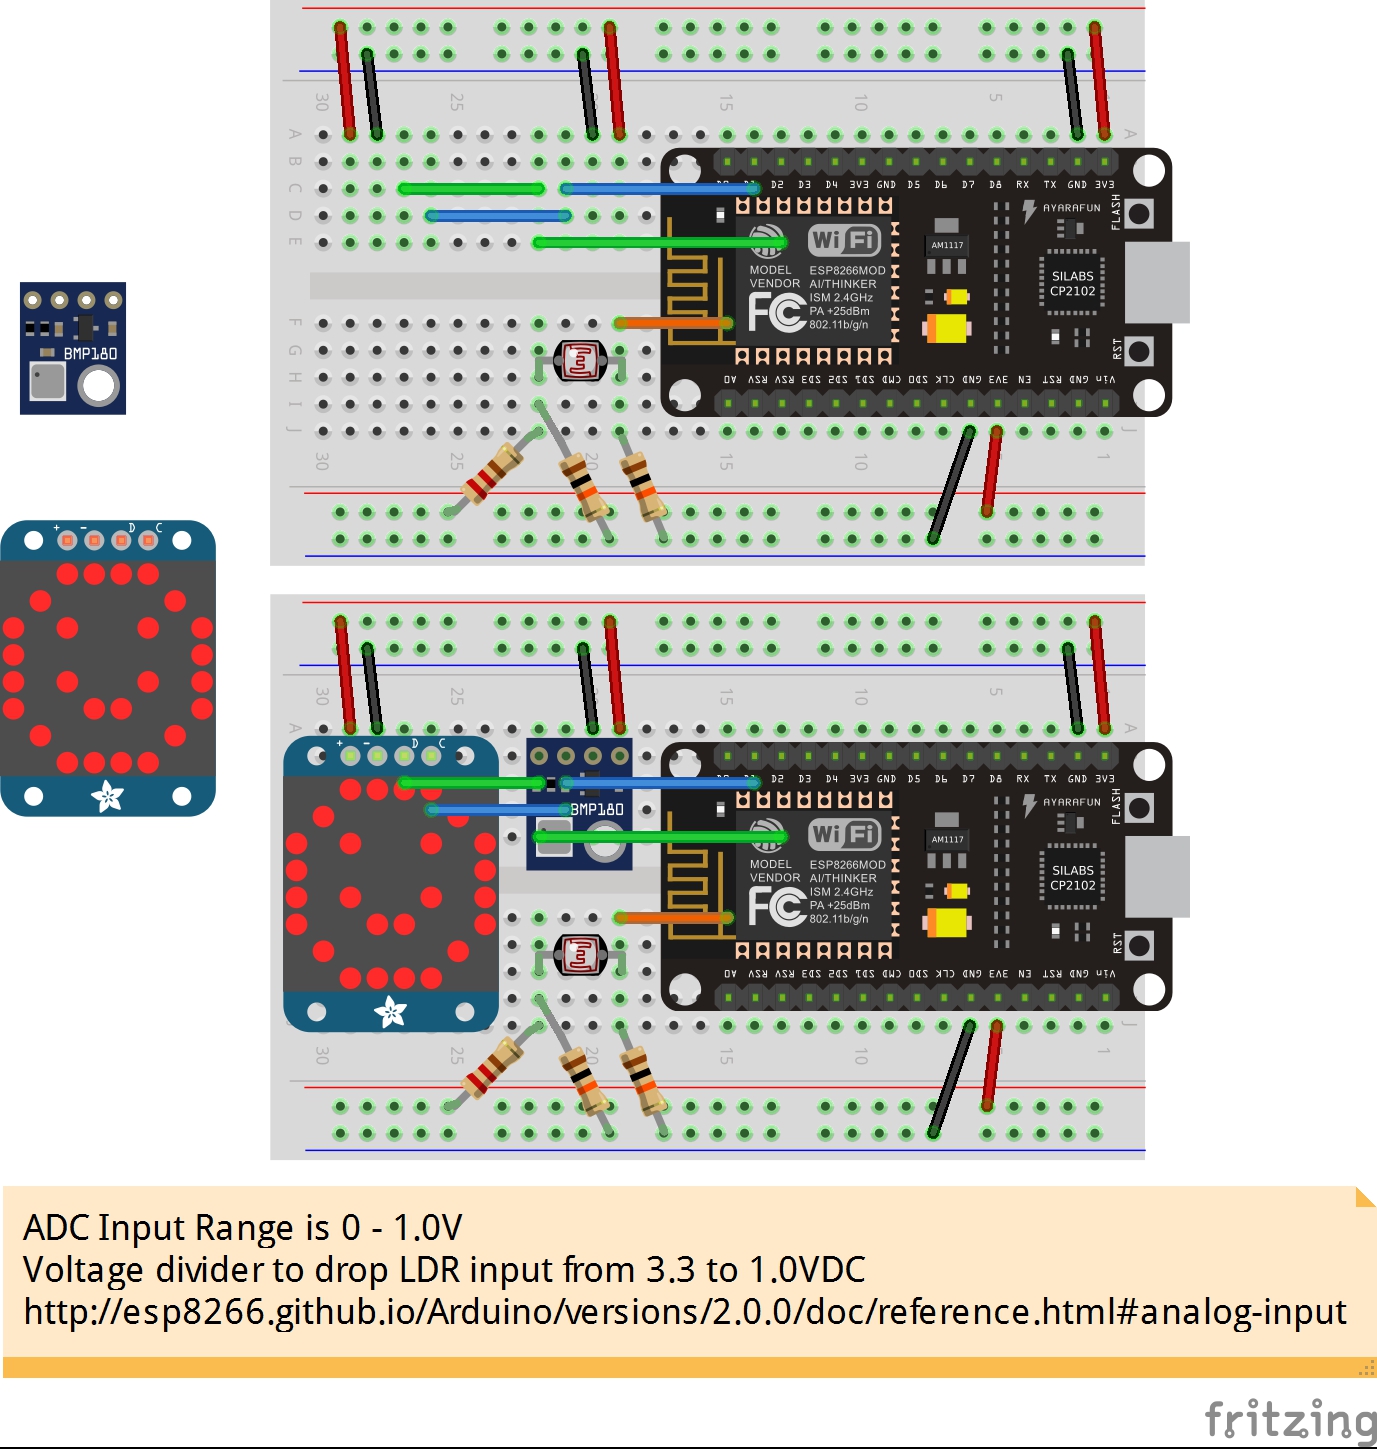 30 25 20 15 10 5
A A
B
C
D
E
D0 D1 D2 D3 D4 3V3 GND D5 D6 D7 D8 RX TX GND 3V3
AYARAFUN
FLASH
WiFi
MODEL ESP8266MOD
VENDOR AI/THINKER
ISM 2.4GHz
PA +25dBm
802.11b/g/n
FC
AM1117
SILABS
CP2102
RST
F
G
H
I
J J
A0 RSV RSV SD3 SD2 SD1 CMD SD0 CLK GND 3V3 EN RST GND Vin
30 25 20 15 10 1
BMP180
+ - D C
30 25 15 10 5
A A
+ - D C
BMP180
D0 D1 D2 D3 D4 3V3 GND D5 D6 D7 D8 RX TX GND 3V3
AYARAFUN
FLASH
WiFi
MODEL ESP8266MOD
VENDOR AI/THINKER
ISM 2.4GHz
PA +25dBm
802.11b/g/n
FC
AM1117
SILABS
CP2102
RST
A0 RSV RSV SD3 SD2 SD1 CMD SD0 CLK GND 3V3 EN RST GND Vin
J
30 25 20 15 10 1
ADC Input Range is 0 - 1.0V
Voltage divider to drop LDR input from 3.3 to 1.0VDC
http://esp8266.github.io/Arduino/versions/2.0.0/doc/reference.html#analog-input
fritzing